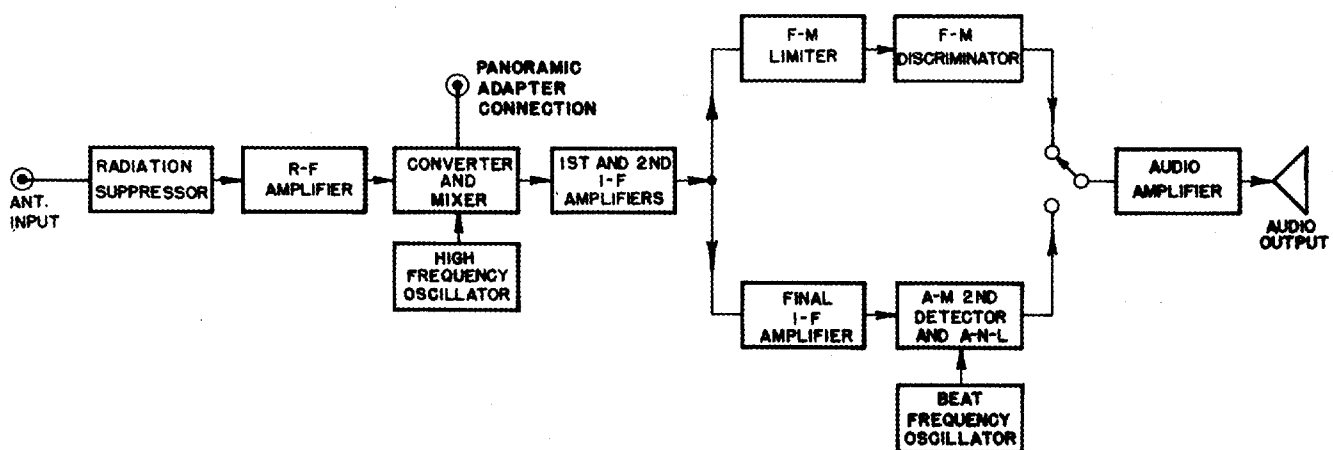 ANT.
INPUT
RADIATION
SUPPRESSOR
R-F
AMPLIFIER
PANORAMIC
ADAPTER
CONNECTION
CONVERTER
AND
MIXER
HIGH
FREQUENCY
OSCILLATOR
1ST AND 2ND
I-F
AMPLIFIERS
F-M
LIMITER
F-M
DISCRIMINATOR
FINAL
I-F
AMPLIFIER
A-M 2ND
DETECTOR
AND A-N-L
BEAT
FREQUENCY
OSCILLATOR
AUDIO
AMPLIFIER
AUDIO
OUTPUT